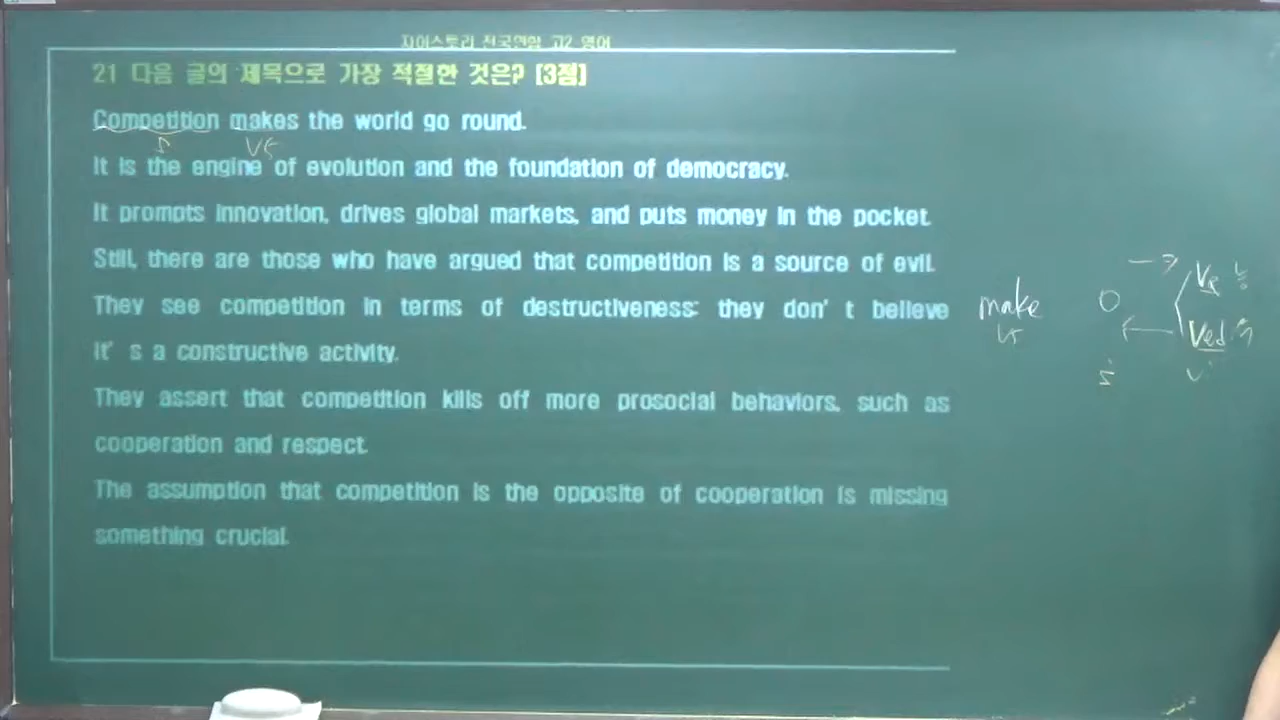 자이스토리 전국연합 고2 영어
21 다음 글의 제목으로 가장 적절한 것은? [3점]
Competition makes the world go round.
S V5
It is the engine of evolution and the foundation of democracy.
It prompts innovation, drives global markets, and puts money in the pocket.
Still, there are those who have argued that competition is a source of evil.
They see competition in terms of destructiveness: they don't believe
it's a constructive activity.
They assert that competition kills off more prosocial behaviors, such as
cooperation and respect.
The assumption that competition is the opposite of cooperation is missing
something crucial.
make O
V5
Ved